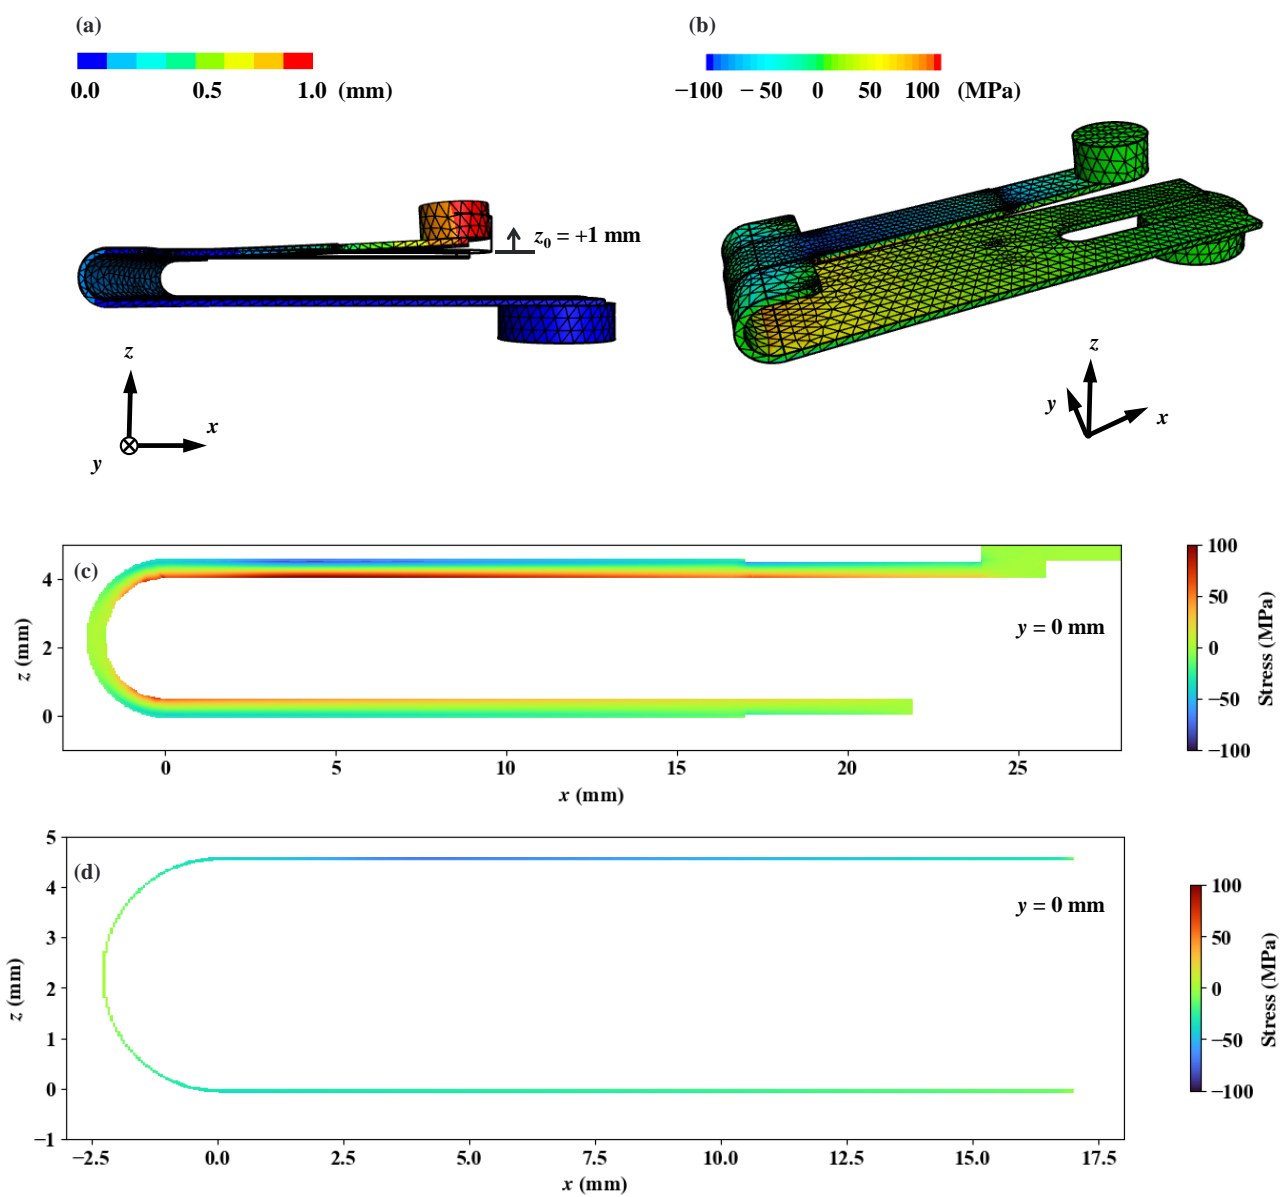 (a)
(b)
0.0 0.5 1.0 (mm)
−100 − 50 0 50 100 (MPa)
z0 = +1 mm
z
x
y
z
y
x
(c)
y = 0 mm
4
2
0
z (mm)
0 5 10 15 20 25
x (mm)
100
50
0
−50
−100
Stress (MPa)
(d)
y = 0 mm
5
4
3
2
1
0
−1
z (mm)
−2.5 0.0 2.5 5.0 7.5 10.0 12.5 15.0 17.5
x (mm)
100
50
0
−50
−100
Stress (MPa)